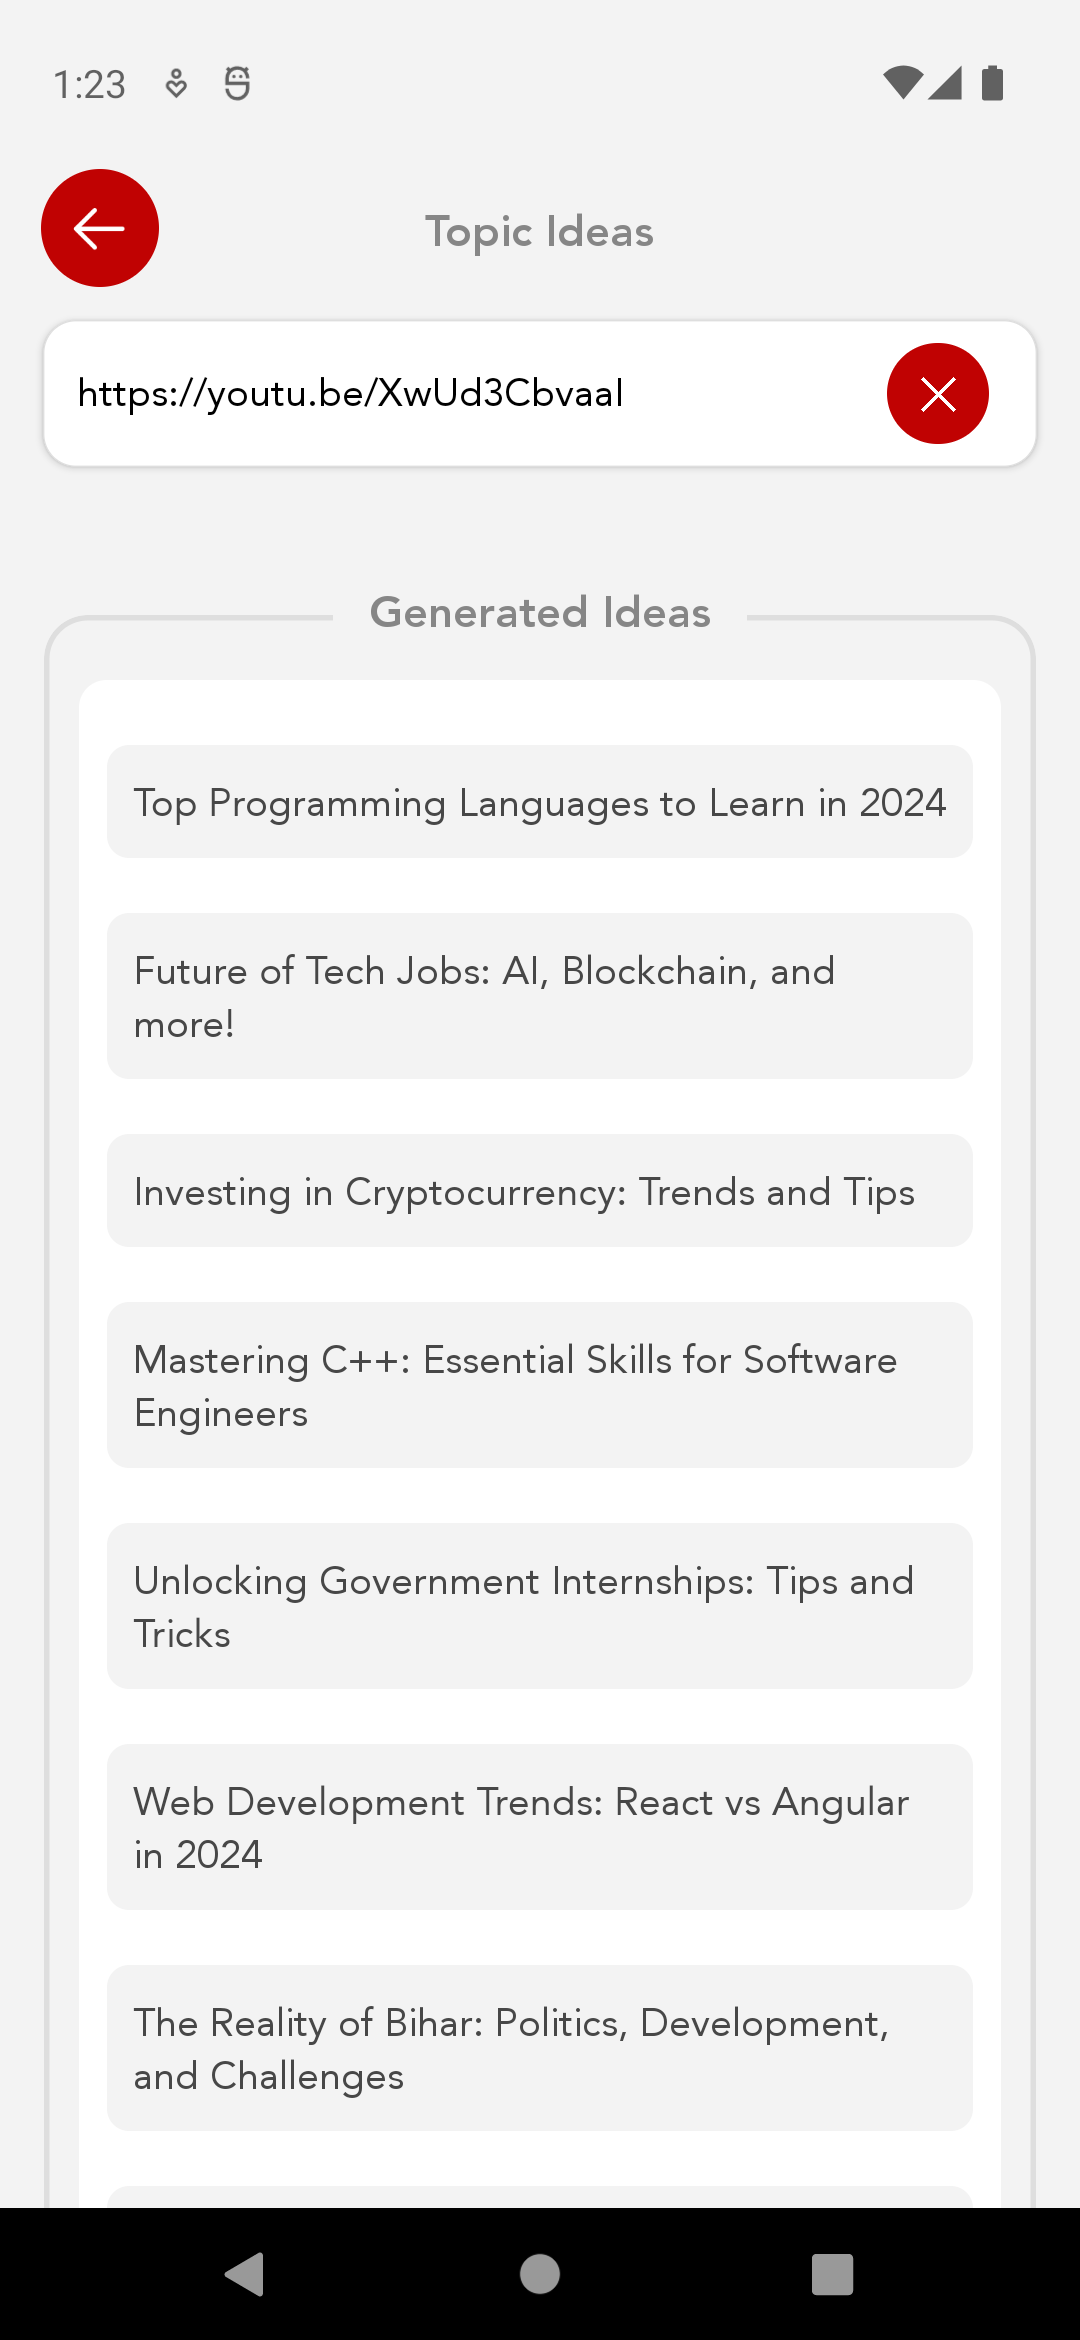 1:23
Topic Ideas
https://youtu.be/XwUd3CbvaaI
Generated Ideas
Top Programming Languages to Learn in 2024
Future of Tech Jobs: AI, Blockchain, and
more!
Investing in Cryptocurrency: Trends and Tips
Mastering C++: Essential Skills for Software
Engineers
Unlocking Government Internships: Tips and
Tricks
Web Development Trends: React vs Angular
in 2024
The Reality of Bihar: Politics, Development,
and Challenges